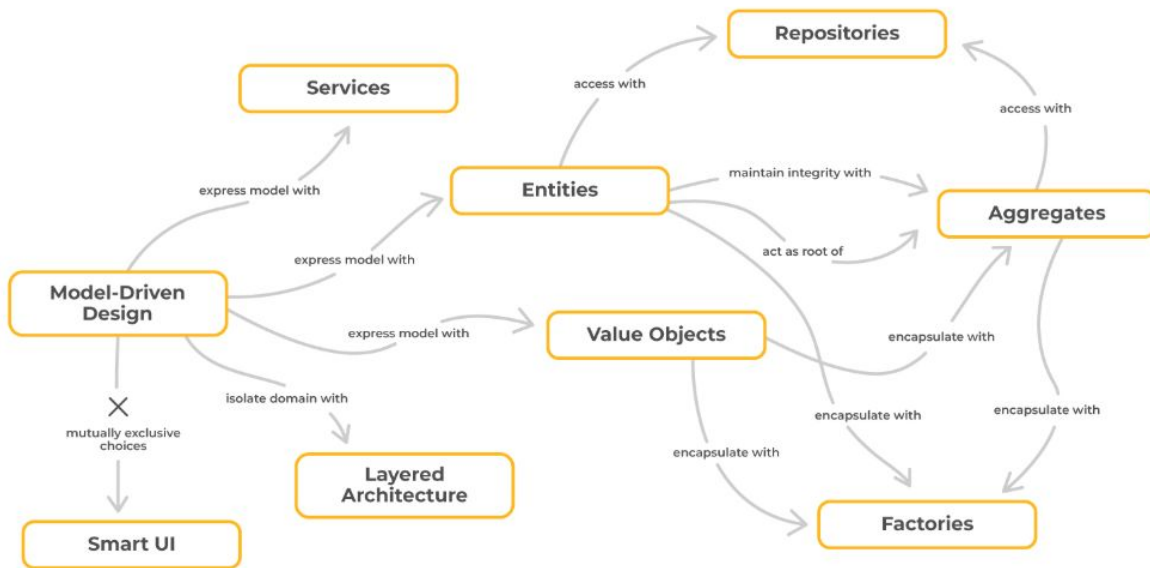 Repositories
Services
access with
access with
maintain integrity with
express model with
Entities
Aggregates
act as root of
express model with
Model-Driven
Design
express model with
Value Objects
encapsulate with
isolate domain with
mutually exclusive
choices
encapsulate with
encapsulate with
encapsulate with
Layered
Architecture
Factories
Smart UI